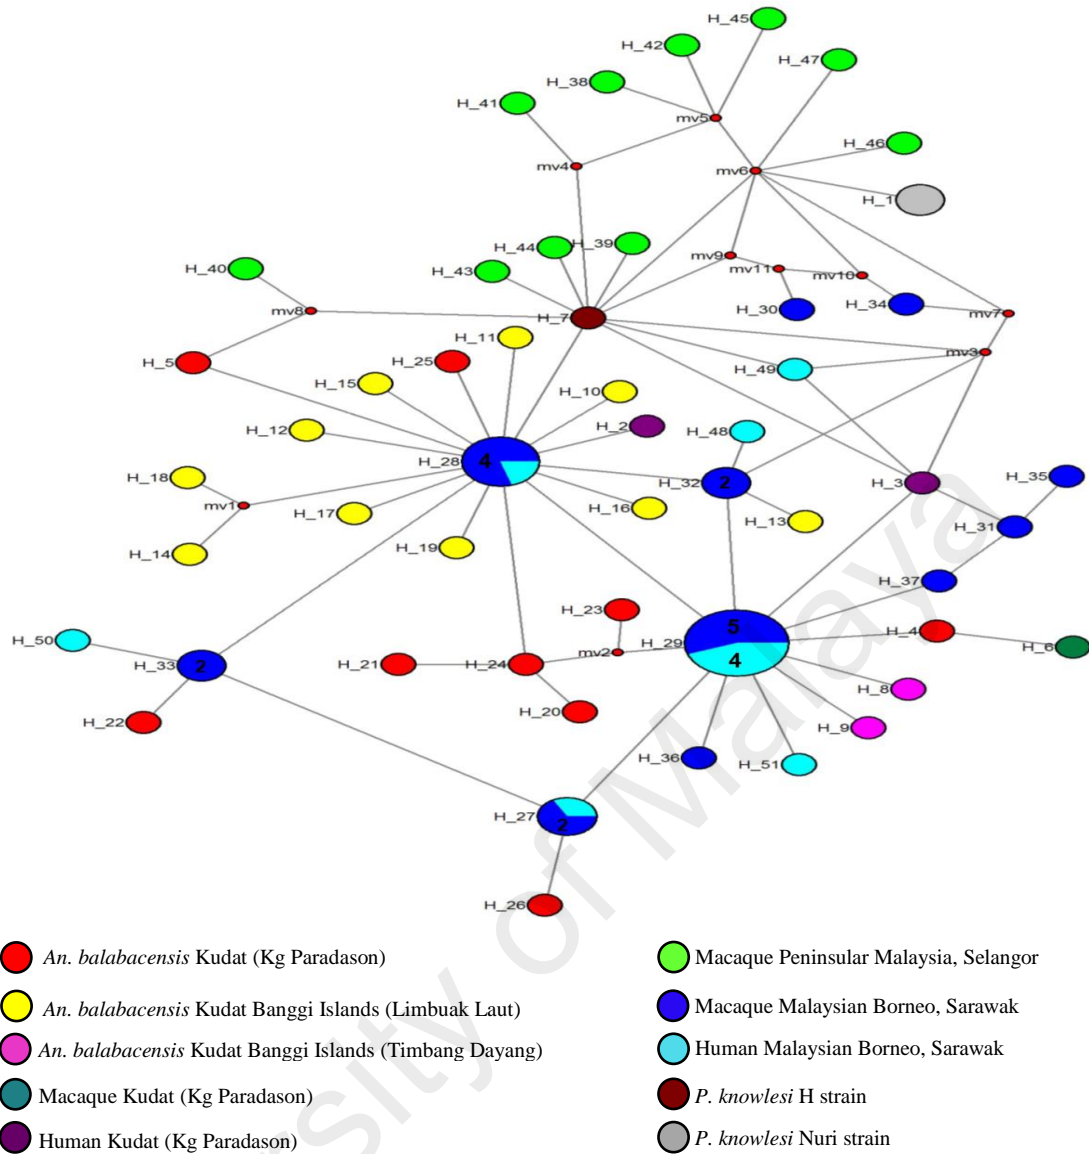 H_45
H_42
H_47
H_38
H_41
mv5
H_46
mv4
mv6
H_1
H_44
H_39
mv9
H_40
H_43
mv11
mv10
H_30
H_34
mv8
H_7
mv7
H_11
mv3
H_5
H_25
H_49
H_15
H_10
H_12
H_2
H_48
H_28
4
H_18
H_32
2
H_3
H_35
mv1
H_17
H_16
H_13
H_31
H_14
H_19
H_37
H_23
5
H_50
H_29
H_4
mv2
H_6
H_33
2
H_21
H_24
4
H_8
H_20
H_22
H_9
H_36
H_51
H_27
2
H_26
An. balabacensis Kudat (Kg Paradason)
An. balabacensis Kudat Banggi Islands (Limbuak Laut)
An. balabacensis Kudat Banggi Islands (Timbang Dayang)
Macaque Kudat (Kg Paradason)
Human Kudat (Kg Paradason)
Macaque Peninsular Malaysia, Selangor
Macaque Malaysian Borneo, Sarawak
Human Malaysian Borneo, Sarawak
P. knowlesi H strain
P. knowlesi Nuri strain
rsity of Malaya